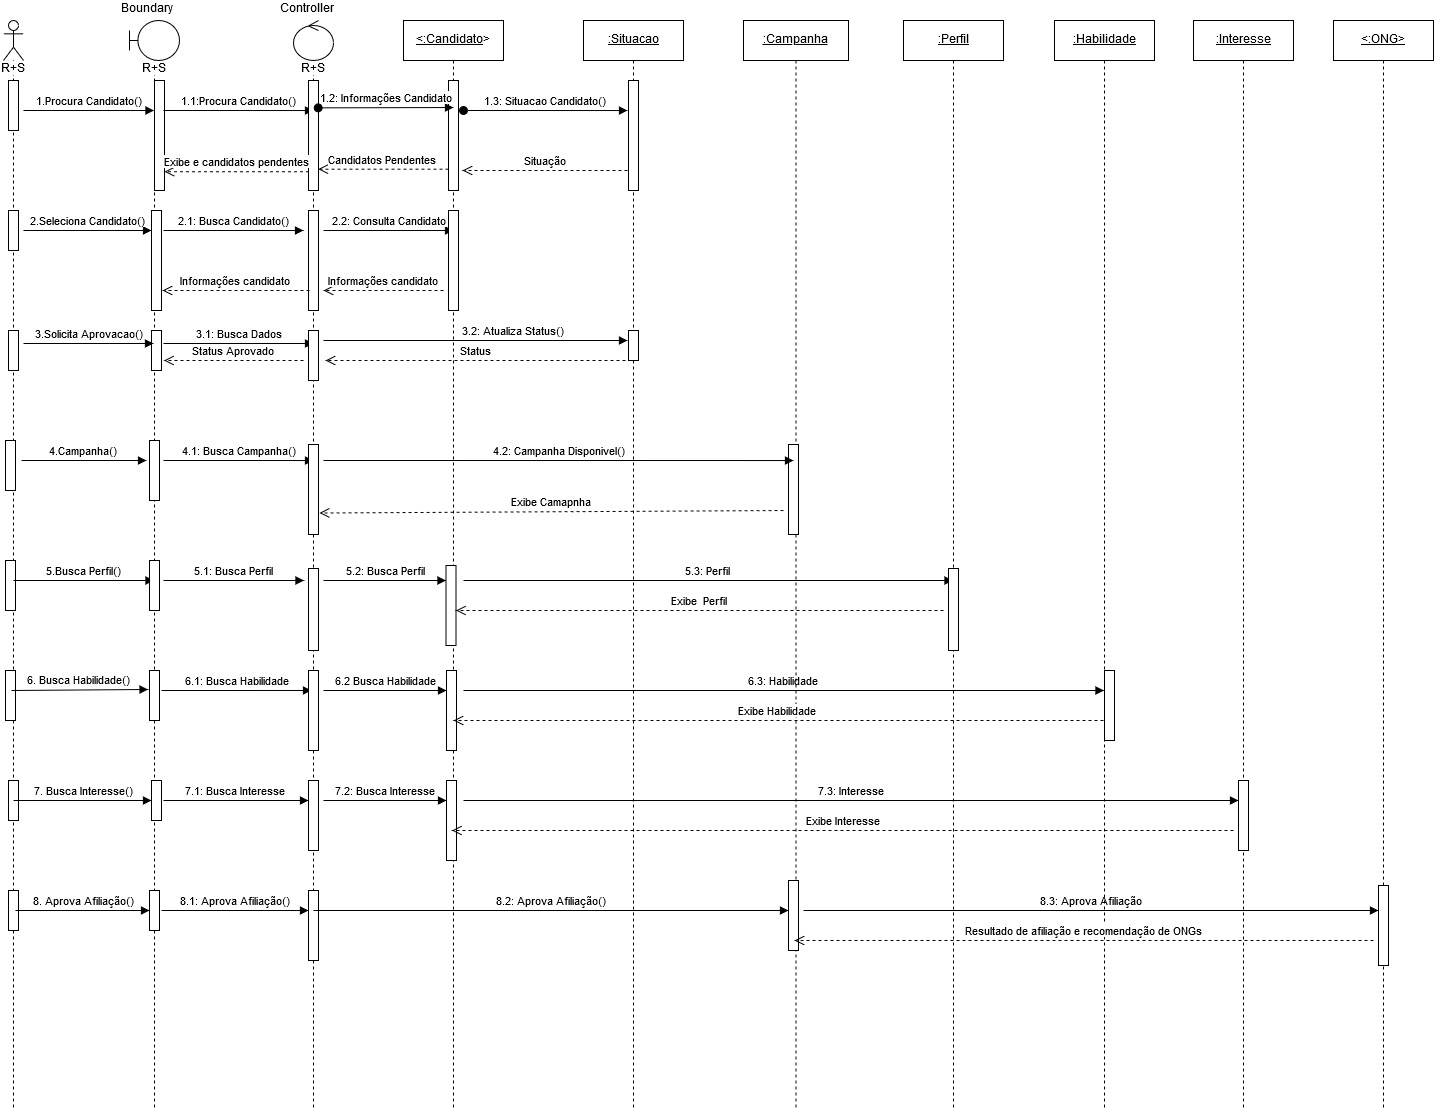 Boundary
Controller
R+S
R+S
R+S
<:Candidato>
:Situacao
:Campanha
:Perfil
:Habilidade
:Interesse
<:ONG>
1.Procura Candidato()
1.1:Procura Candidato()
1.2: Informações Candidato
1.3: Situacao Candidato()
Exibe e candidatos pendentes
Candidatos Pendentes
Situação
2.Seleciona Candidato()
2.1: Busca Candidato()
2.2: Consulta Candidato
Informações candidato
Informações candidato
3.Solicita Aprovacao()
3.1: Busca Dados
3.2: Atualiza Status()
Status Aprovado
Status
4.Campanha()
4.1: Busca Campanha()
4.2: Campanha Disponivel()
Exibe Camapnha
5.Busca Perfil()
5.1: Busca Perfil
5.2: Busca Perfil
5.3: Perfil
Exibe Perfil
6. Busca Habilidade()
6.1: Busca Habilidade
6.2 Busca Habilidade
6.3: Habilidade
Exibe Habilidade
7. Busca Interesse()
7.1: Busca Interesse
7.2: Busca Interesse
7.3: Interesse
Exibe Interesse
8. Aprova Afiliação()
8.1: Aprova Afiliação()
8.2: Aprova Afiliação()
8.3: Aprova Afiliação
Resultado de afiliação e recomendação de ONGs